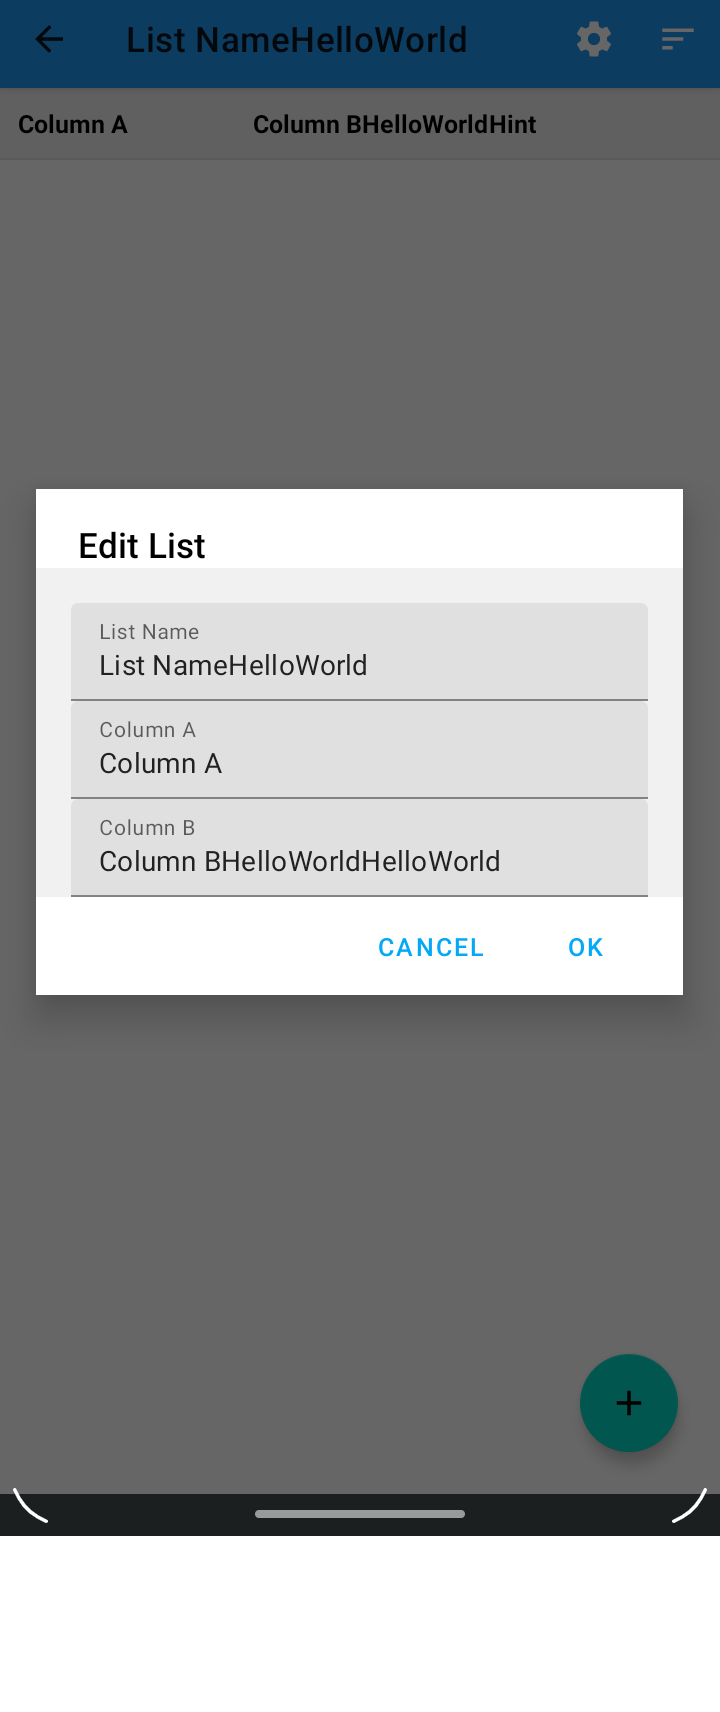 List NameHelloWorld
Column A Column BHelloWorldHint
Edit List
List Name
List NameHelloWorld
Column A
Column A
Column B
Column BHelloWorldHelloWorld
CANCEL OK